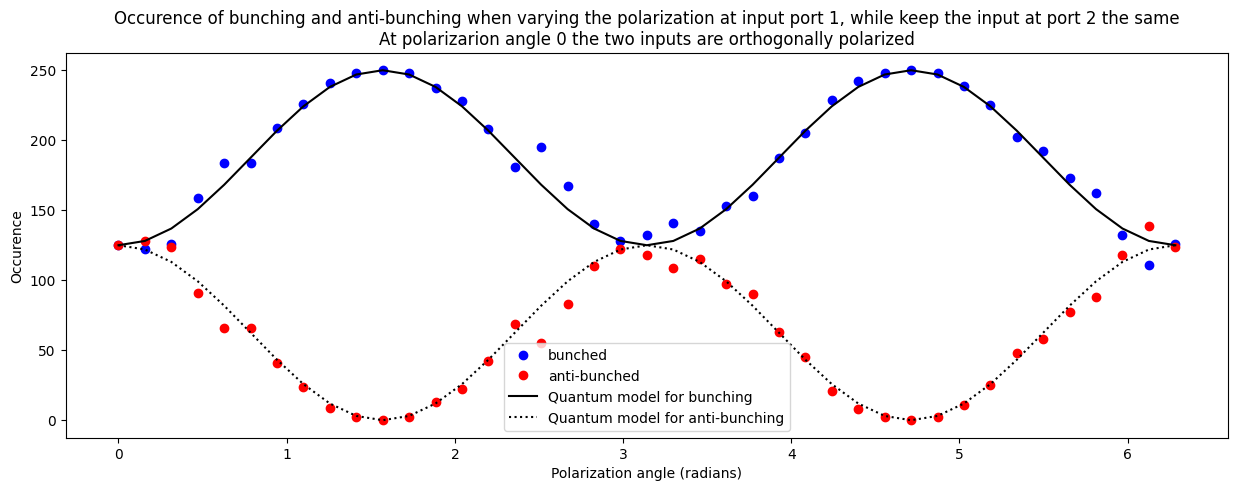 Occurence of bunching and anti-bunching when varying the polarization at input port 1, while keep the input at port 2 the same
At polarizarion angle 0 the two inputs are orthogonally polarized
250
200
150
100
50
0
Occurence
bunched
anti-bunched
Quantum model for bunching
Quantum model for anti-bunching
0 1 2 3 4 5 6
Polarization angle (radians)